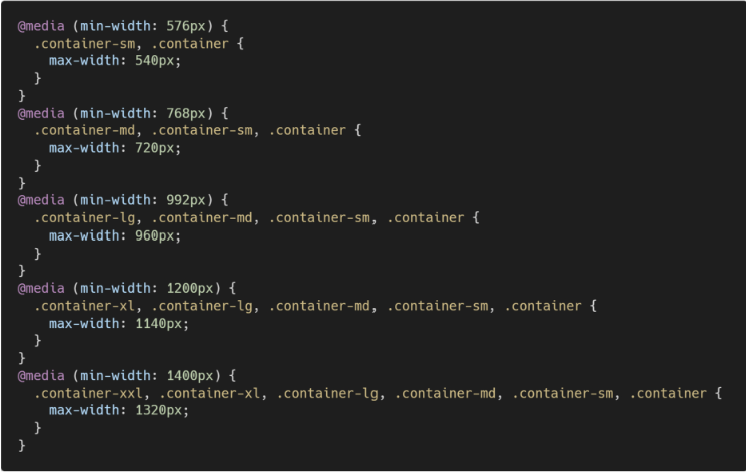 @media (min-width: 576px) {
  .container-sm, .container {
    max-width: 540px;
  }
}
@media (min-width: 768px) {
  .container-md, .container-sm, .container {
    max-width: 720px;
  }
}
@media (min-width: 992px) {
  .container-lg, .container-md, .container-sm, .container {
    max-width: 960px;
  }
}
@media (min-width: 1200px) {
  .container-xl, .container-lg, .container-md, .container-sm, .container {
    max-width: 1140px;
  }
}
@media (min-width: 1400px) {
  .container-xxl, .container-xl, .container-lg, .container-md, .container-sm, .container {
    max-width: 1320px;
  }
}